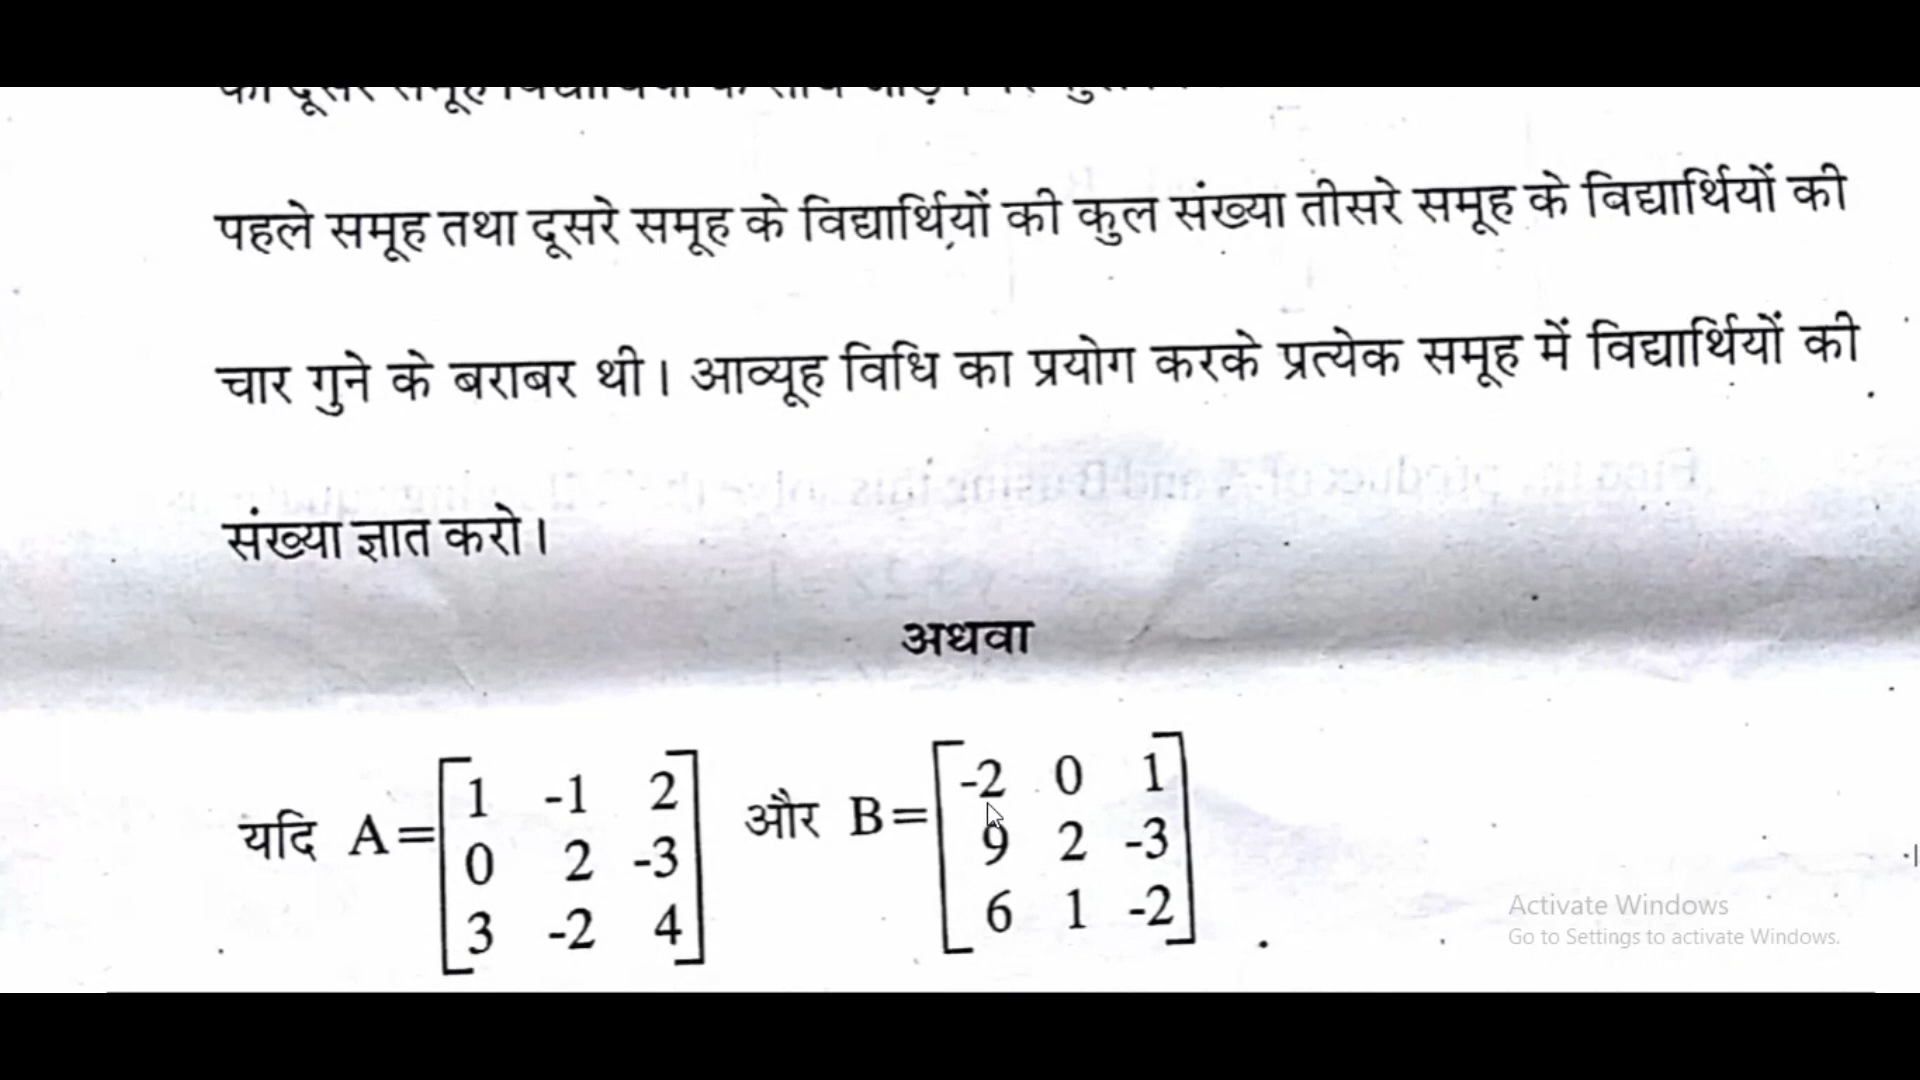 पहले समूह तथा दूसरे समूह के विद्यार्थियों की कुल संख्या तीसरे समूह के विद्यार्थियों की
चार गुने के बराबर थी। आव्यूह विधि का प्रयोग करके प्रत्येक समूह में विद्यार्थियों की
संख्या ज्ञात करो।
अथवा
यदि A= [1 -1 2 0 2 -3 3 -2 4] और B= [-2 0 1 9 2 -3 6 1 -2]
Activate Windows
Go to Settings to activate Windows.